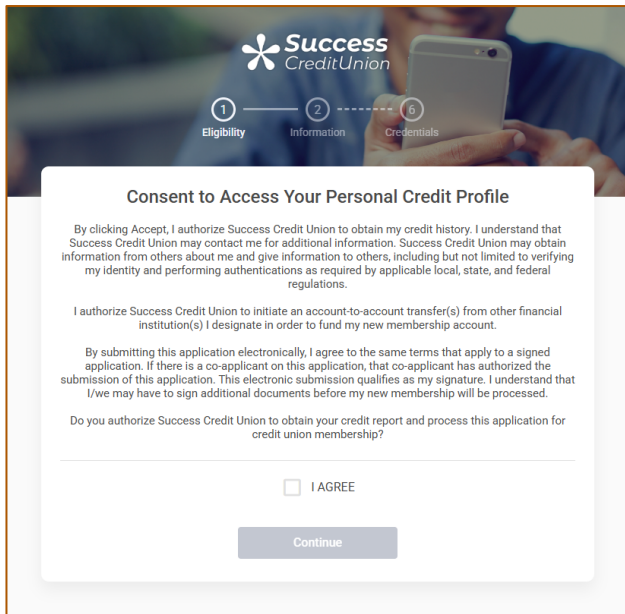 Success
CreditUnion
1
2
6
Eligibility
Information
Credentials
Consent to Access Your Personal Credit Profile
By clicking Accept, I authorize Success Credit Union to obtain my credit history. I understand that
Success Credit Union may contact me for additional information. Success Credit Union may obtain
information from others about me and give information to others, including but not limited to verifying
my identity and performing authentications as required by applicable local, state, and federal
regulations.
I authorize Success Credit Union to initiate an account-to-account transfer(s) from other financial
institution(s) I designate in order to fund my new membership account.
By submitting this application electronically, I agree to the same terms that apply to a signed
application. If there is a co-applicant on this application, that co-applicant has authorized the
submission of this application. This electronic submission qualifies as my signature. I understand that
I/we may have to sign additional documents before my new membership will be processed.
Do you authorize Success Credit Union to obtain your credit report and process this application for
credit union membership?
I AGREE
Continue